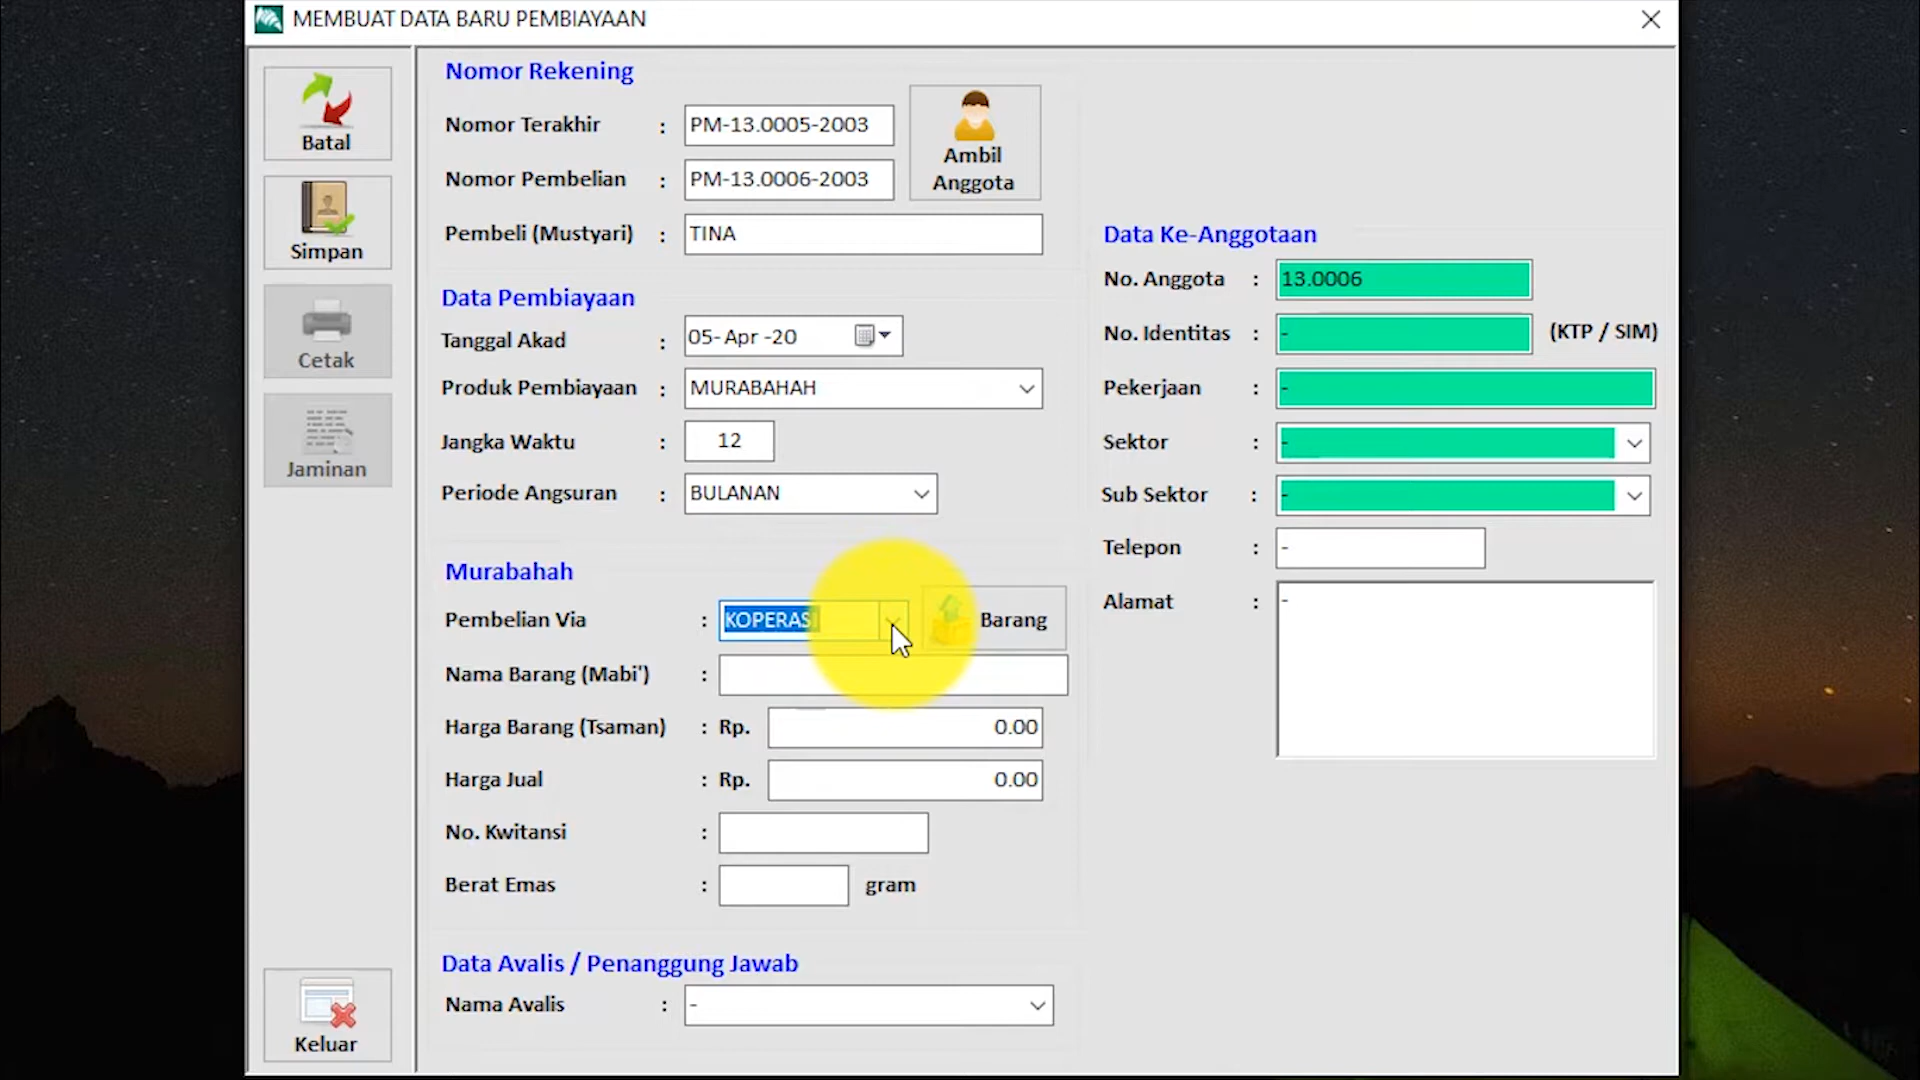 MEMBUAT DATA BARU PEMBIAYAAN
Batal
Simpan
Cetak
Jaminan
Keluar
Nomor Rekening
Nomor Terakhir : PM-13.0005-2003
Nomor Pembelian : PM-13.0006-2003
Pembeli (Mustyari) : TINA
Ambil
Anggota
Data Pembiayaan
Tanggal Akad : 05- Apr -20
Produk Pembiayaan : MURABAHAH
Jangka Waktu : 12
Periode Angsuran : BULANAN
Murabahah
Pembelian Via : KOPERASI
Barang
Nama Barang (Mabi') :
Harga Barang (Tsaman) : Rp. 0.00
Harga Jual : Rp. 0.00
No. Kwitansi :
Berat Emas : gram
Data Avalis / Penanggung Jawab
Nama Avalis : -
Data Ke-Anggotaan
No. Anggota : 13.0006
No. Identitas : - (KTP / SIM)
Pekerjaan : -
Sektor : -
Sub Sektor : -
Telepon : -
Alamat : -